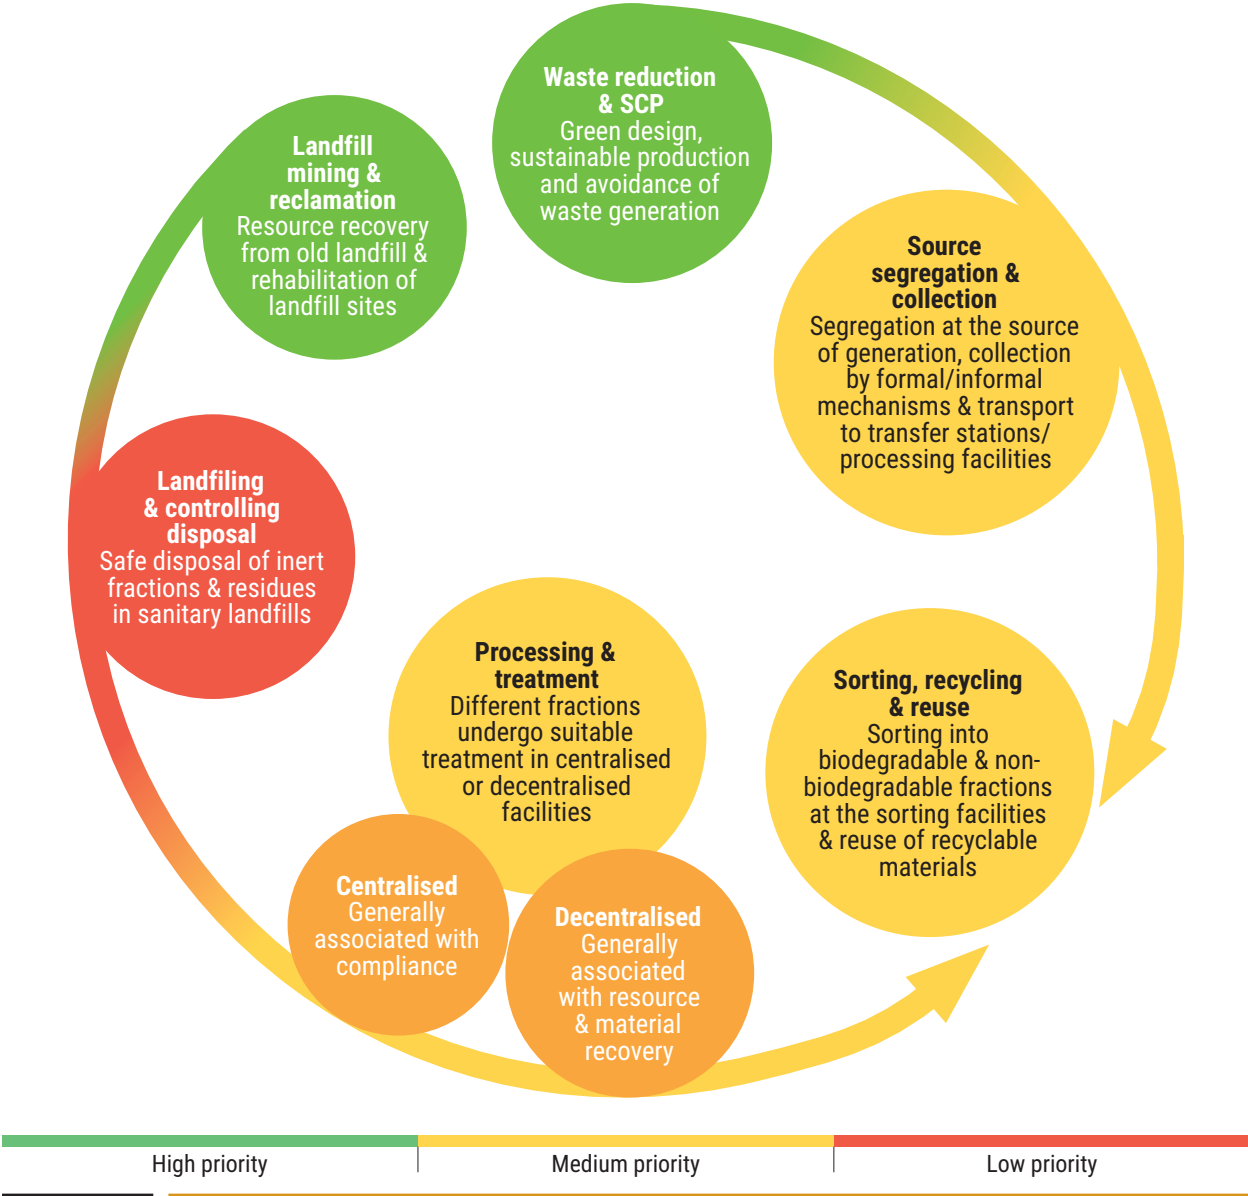 Waste reduction
& SCP
Green design,
sustainable production
and avoidance of
waste generation
Source
segregation &
collection
Segregation at the source
of generation, collection
by formal/informal
mechanisms & transport
to transfer stations/
processing facilities
Sorting, recycling
& reuse
Sorting into
biodegradable & non-
biodegradable fractions
at the sorting facilities
& reuse of recyclable
materials
Processing &
treatment
Different fractions
undergo suitable
treatment in centralised
or decentralised
facilities
Centralised
Generally
associated with
compliance
Decentralised
Generally
associated
with resource
& material
recovery
Landfiling
& controlling
disposal
Safe disposal of inert
fractions & residues
in sanitary landfills
Landfill
mining &
reclamation
Resource recovery
from old landfill &
rehabilitation of
landfill sites
High priority
Medium priority
Low priority